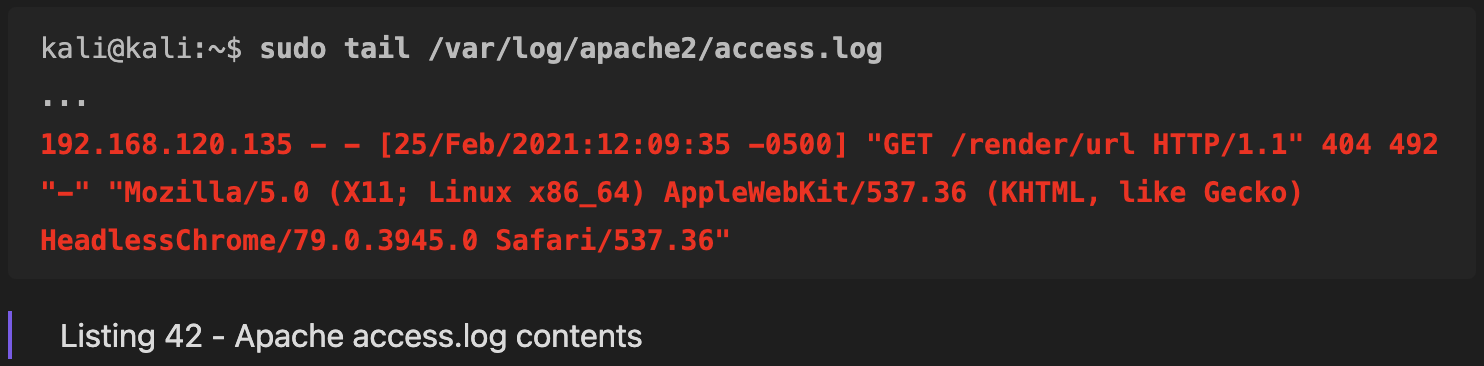 kali@kali:~$ sudo tail /var/log/apache2/access.log
...
192.168.120.135 - - [25/Feb/2021:12:09:35 -0500] "GET /render/url HTTP/1.1" 404 492
"-" "Mozilla/5.0 (X11; Linux x86_64) AppleWebKit/537.36 (KHTML, like Gecko)
HeadlessChrome/79.0.3945.0 Safari/537.36"
Listing 42 - Apache access.log contents